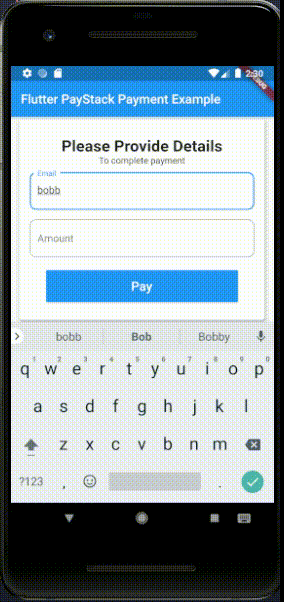 2:30
Flutter PayStack Payment Example
Please Provide Details
To complete payment
Email
bobb
Amount
Pay
bobb Bob Bobby
1 2 3 4 5 6 7 8 9 0
q w e r t y u i o p
a s d f g h j k l
z x c v b n m
?123 , .